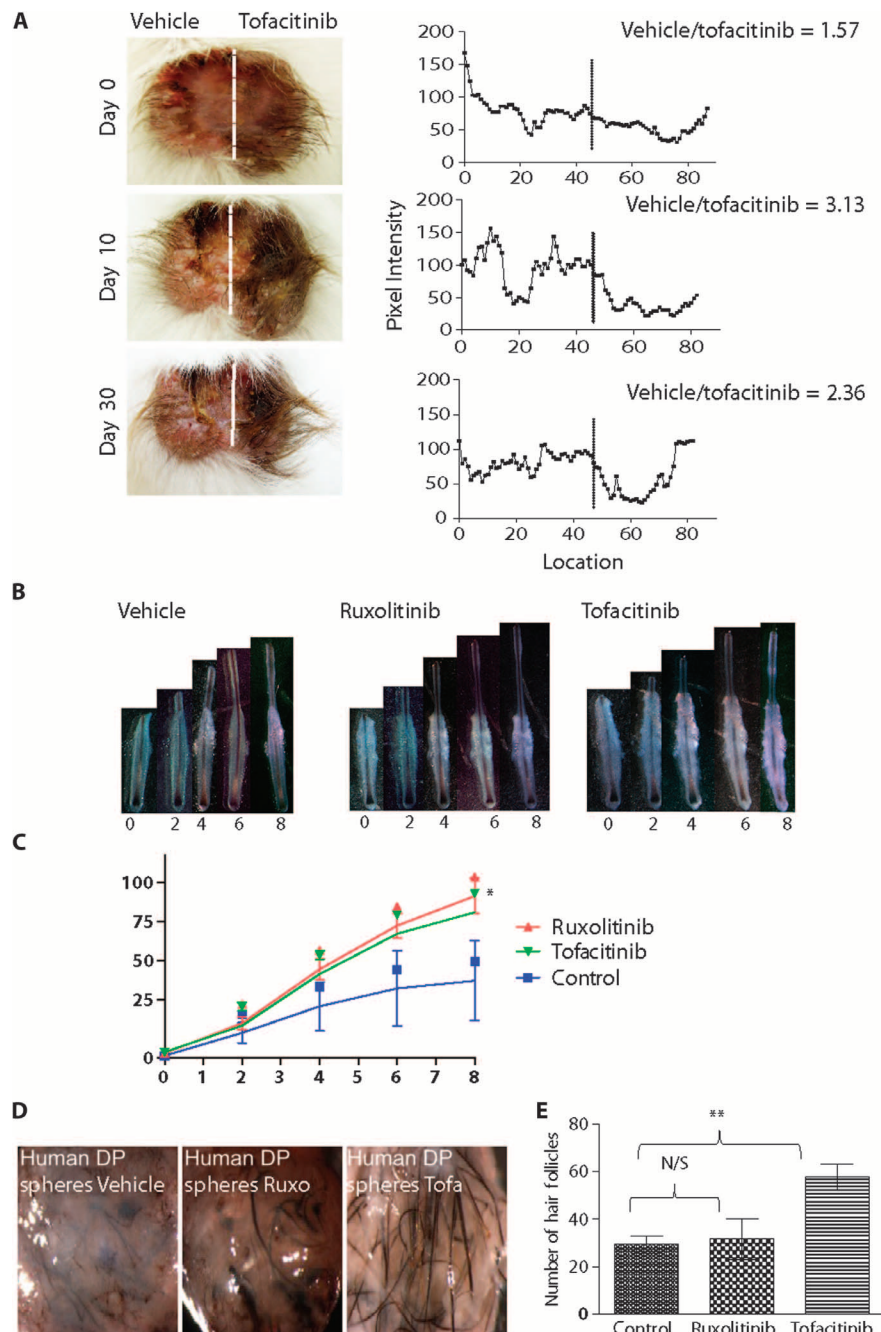 A
Vehicle Tofacitinib
Day 0
Day 10
Day 30
Vehicle/tofacitinib = 1.57
200
150
100
50
0
0 20 40 60 80
Vehicle/tofacitinib = 3.13
Pixel Intensity
200
150
100
50
0
0 20 40 60 80
Vehicle/tofacitinib = 2.36
200
150
100
50
0
0 20 40 60 80
Location
B
Vehicle
0 2 4 6 8
Ruxolitinib
0 2 4 6 8
Tofacitinib
0 2 4 6 8
C
100
75
50
25
0
0 1 2 3 4 5 6 7 8
*
Ruxolitinib
Tofacitinib
Control
D
Human DP
spheres Vehicle
Human DP
spheres Ruxo
Human DP
spheres Tofa
E
Number of hair follicles
80
60
40
20
0
**
N/S
Control Ruxolitinib Tofacitinib